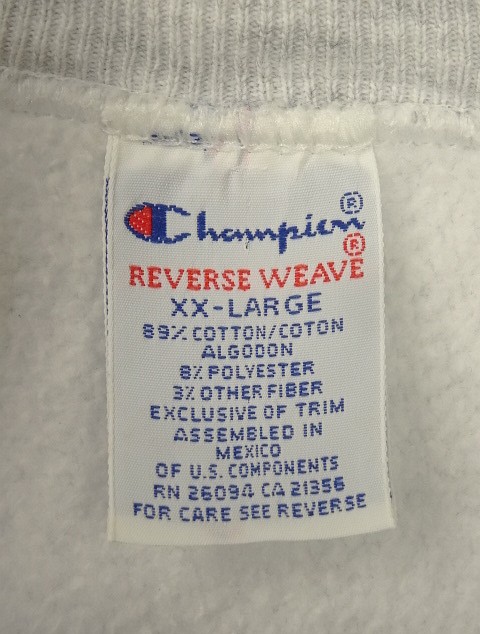 Champion®
REVERSE WEAVE®
XX-LARGE
89% COTTON/COTON
ALGODON
8% POLYESTER
3% OTHER FIBER
EXCLUSIVE OF TRIM
ASSEMBLED IN
MEXICO
OF U.S. COMPONENTS
RN 26094 CA 21356
FOR CARE SEE REVERSE